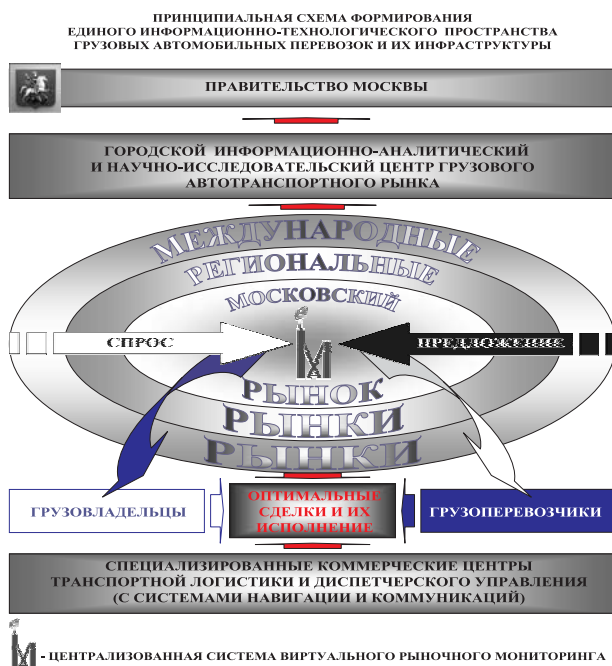 ПРИНЦИПИАЛЬНАЯ СХЕМА ФОРМИРОВАНИЯ
ЕДИНОГО ИНФОРМАЦИОННО-ТЕХНОЛОГИЧЕСКОГО ПРОСТРАНСТВА
ГРУЗОВЫХ АВТОМОБИЛЬНЫХ ПЕРЕВОЗОК И ИХ ИНФРАСТРУКТУРЫ
ПРАВИТЕЛЬСТВО МОСКВЫ
ГОРОДСКОЙ ИНФОРМАЦИОННО-АНАЛИТИЧЕСКИЙ
И НАУЧНО-ИССЛЕДОВАТЕЛЬСКИЙ ЦЕНТР ГРУЗОВОГО
АВТОТРАНСПОРТНОГО РЫНКА
МЕЖДУНАРОДНЫЕ
РЕГИОНАЛЬНЫЕ
МОСКОВСКИЙ
СПРОС
ПРЕДЛОЖЕНИЕ
РЫНОК
РЫНКИ
РЫНКИ
ГРУЗОВЛАДЕЛЬЦЫ
ОПТИМАЛЬНЫЕ
СДЕЛКИ И ИХ
ИСПОЛНЕНИЕ
ГРУЗОПЕРЕВОЗЧИКИ
СПЕЦИАЛИЗИРОВАННЫЕ КОММЕРЧЕСКИЕ ЦЕНТРЫ
ТРАНСПОРТНОЙ ЛОГИСТИКИ И ДИСПЕТЧЕРСКОГО УПРАВЛЕНИЯ
(С СИСТЕМАМИ НАВИГАЦИИ И КОММУНИКАЦИЙ)
- ЦЕНТРАЛИЗОВАННАЯ СИСТЕМА ВИРТУАЛЬНОГО РЫНОЧНОГО МОНИТОРИНГА